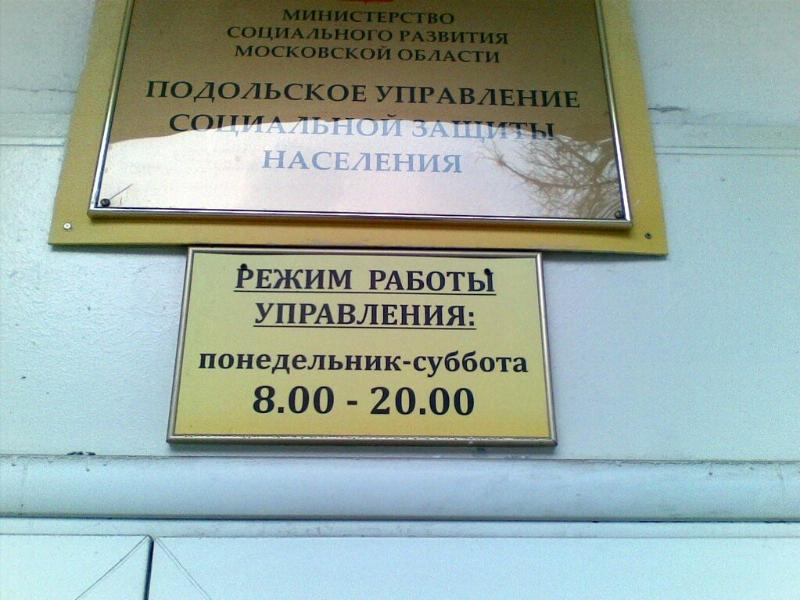 МИНИСТЕРСТВО
СОЦИАЛЬНОГО РАЗВИТИЯ
МОСКОВСКОЙ ОБЛАСТИ
ПОДОЛЬСКОЕ УПРАВЛЕНИЕ
СОЦИАЛЬНОЙ ЗАЩИТЫ
НАСЕЛЕНИЯ
РЕЖИМ РАБОТЫ
УПРАВЛЕНИЯ:
понедельник-суббота
8.00 - 20.00